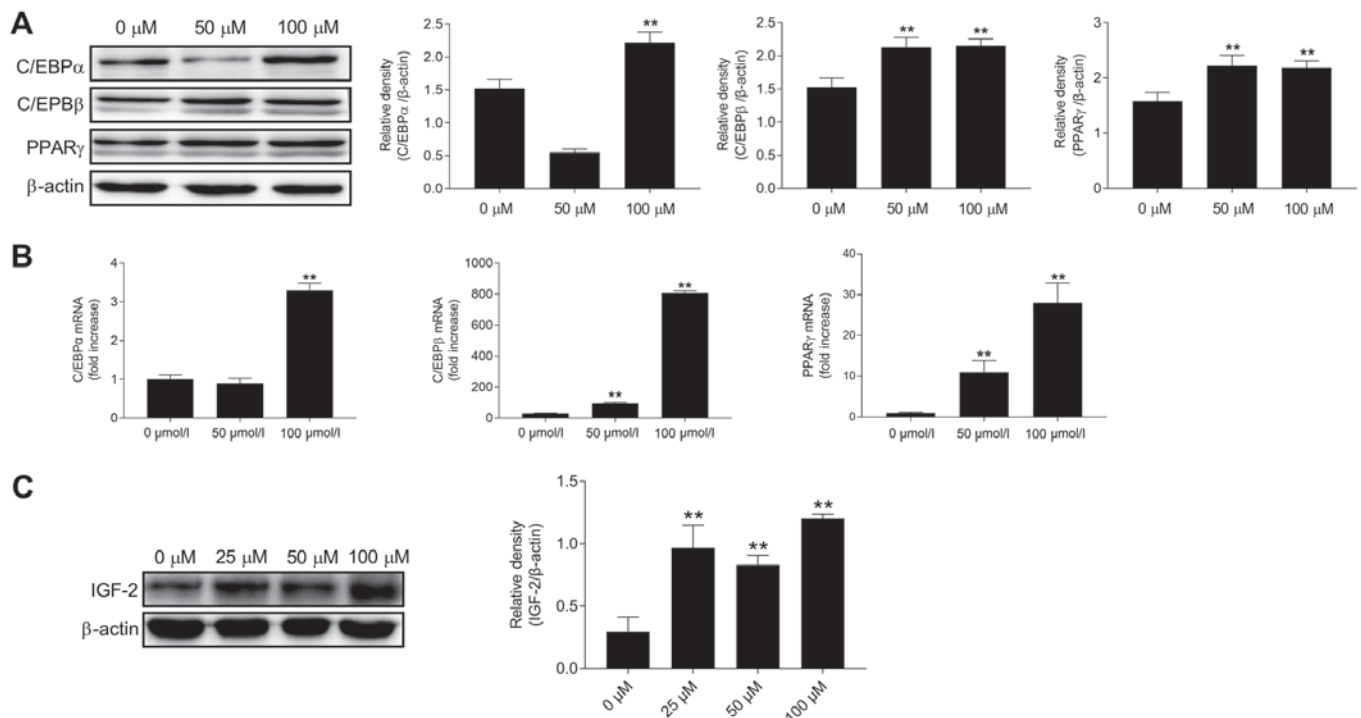 A
0 μM 50 μM 100 μM
C/EBPα
C/EPBβ
PPARγ
β-actin
Relative density
(C/EBPα /β-actin)
2.5
2.0
1.5
1.0
0.5
0.0
**
0 μM 50 μM 100 μM
Relative density
(C/EBPβ /β-actin)
2.5
2.0
1.5
1.0
0.5
0.0
** **
0 μM 50 μM 100 μM
Relative density
(PPARγ /β-actin)
3
2
1
0
** **
0 μM 50 μM 100 μM
B
C/EBPα mRNA
(fold increase)
4
3
2
1
0
**
0 μmol/l 50 μmol/l 100 μmol/l
C/EBPβ mRNA
(fold increase)
1000
800
600
400
200
0
** **
0 μmol/l 50 μmol/l 100 μmol/l
PPARγ mRNA
(fold increase)
40
30
20
10
0
** **
0 μmol/l 50 μmol/l 100 μmol/l
C
0 μM 25 μM 50 μM 100 μM
IGF-2
β-actin
Relative density
(IGF-2/β-actin)
1.5
1.0
0.5
0.0
** ** **
0 μM 25 μM 50 μM 100 μM